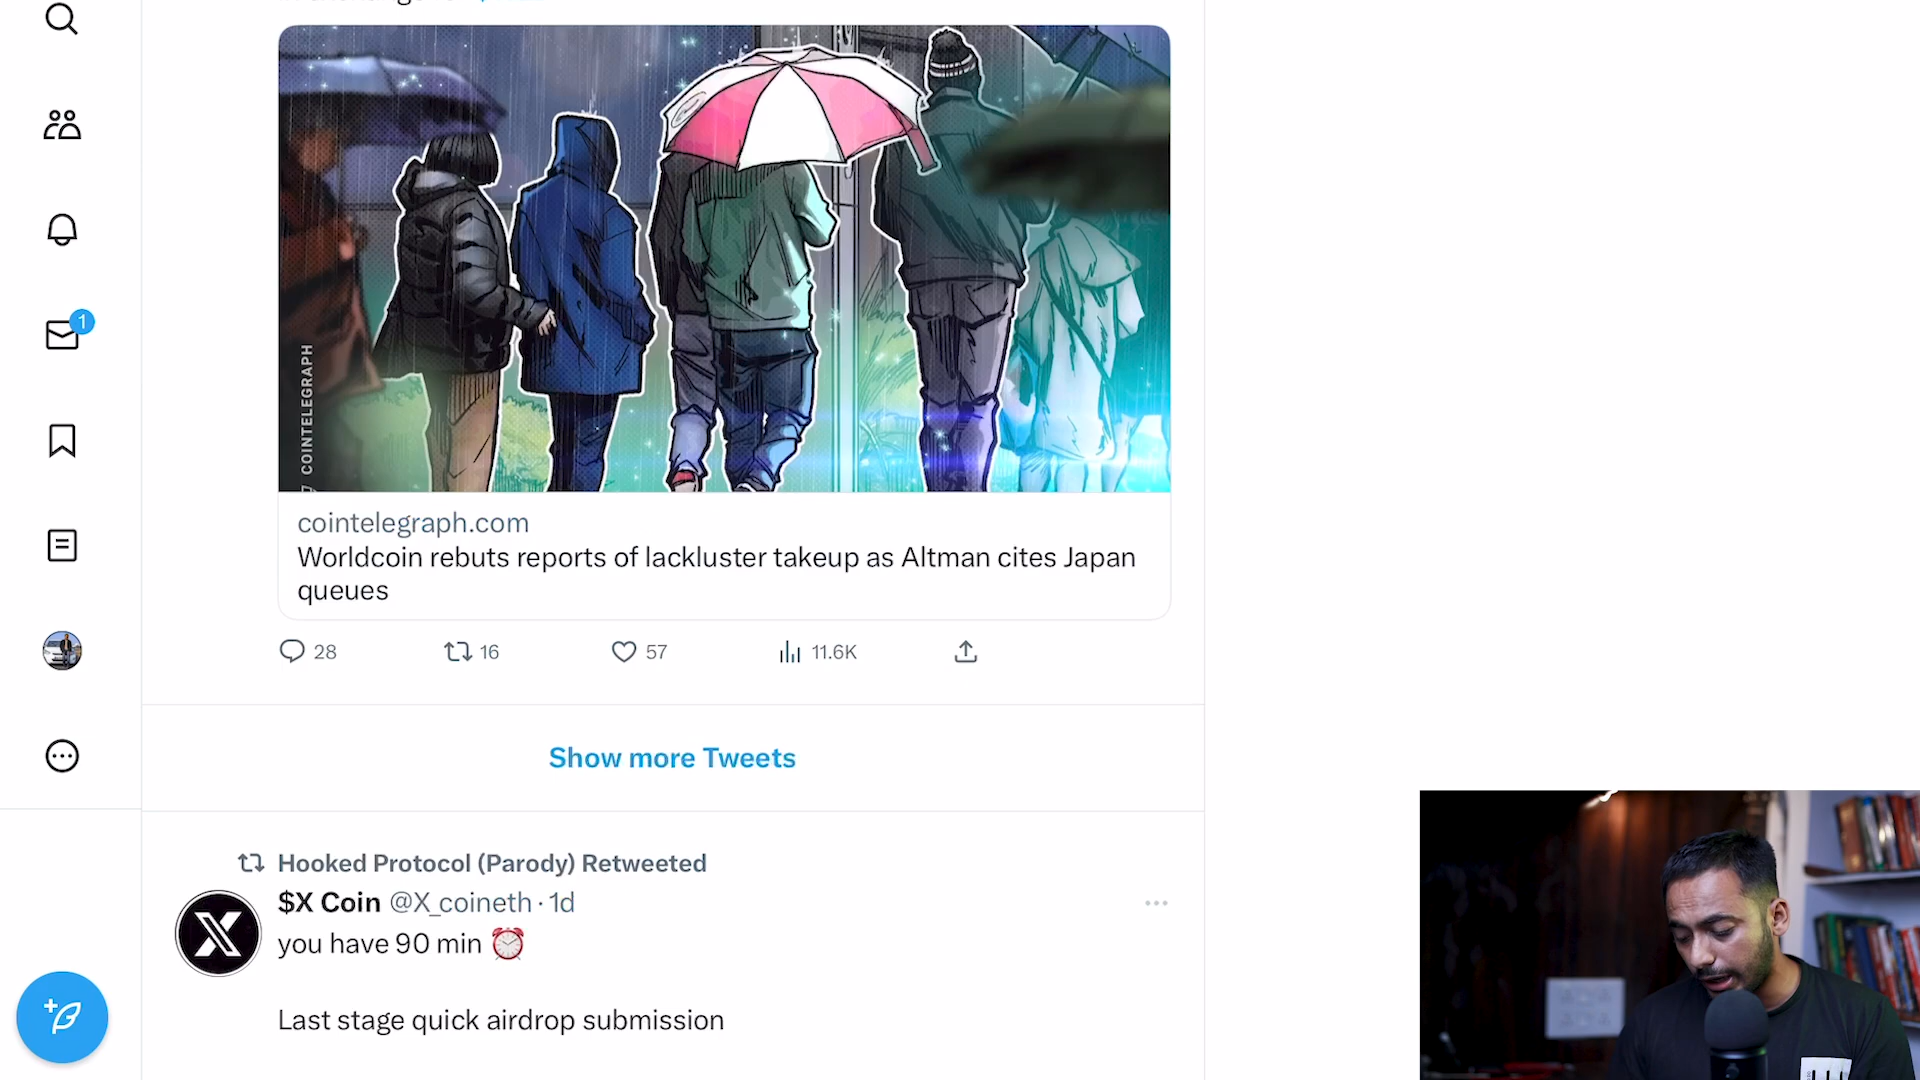 COINTELEGRAPH
1
cointelegraph.com
Worldcoin rebuts reports of lackluster takeup as Altman cites Japan
queues
28 16 57 11.6K
Show more Tweets
Hooked Protocol (Parody) Retweeted
$X Coin @X_coineth · 1d
you have 90 min ⏰
Last stage quick airdrop submission